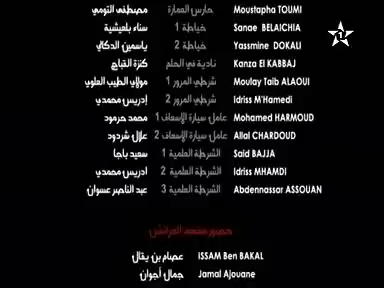 مصطفى التومي حارس العمارة Moustapha TOUMI
سناء بلعيشية خياطة 1 Sanae BELAICHIA
ياسمين الدكالي خياطة 2 Yassmine DOKALI
كنزة القباج نادية في الحلم Kanza El KABBAJ
مولاي الطيب العلوي شرطي المرور 1 Moulay Taib ALAOUI
إدريس محمدي شرطي المرور 2 Idriss M'Hamedi
محمد حرمود عامل سيارة الإسعاف 1 Mohamed HARMOUD
علال شردود عامل سيارة الإسعاف 2 Allal CHARDOUD
سعيد باجا الشرطة العلمية 1 Said BAJJA
ادريس محمدي الشرطة العلمية 2 Idriss MHAMDI
عبد الناصر عسوان الشرطة العلمية 3 Abdennassar ASSOUAN
عصام بن يقال ISSAM Ben BAKAL
جمال أجوان Jamal Ajouane